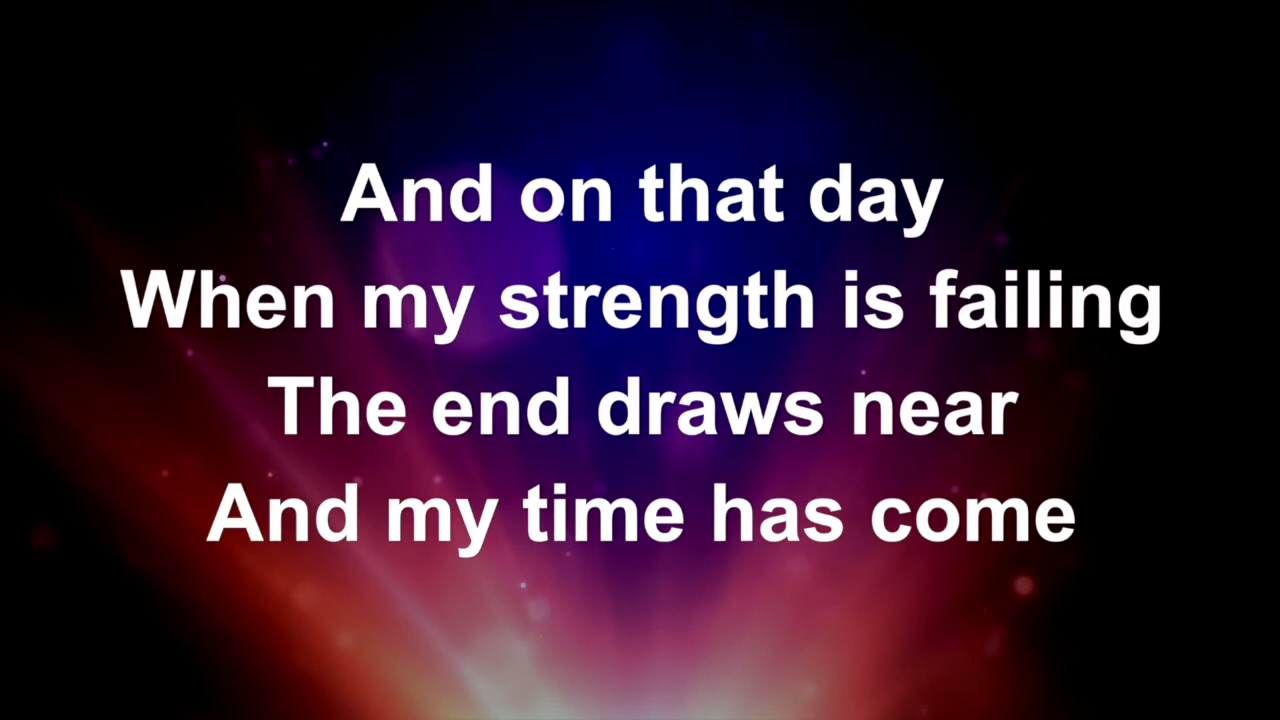 And on that day
When my strength is failing
The end draws near
And my time has come